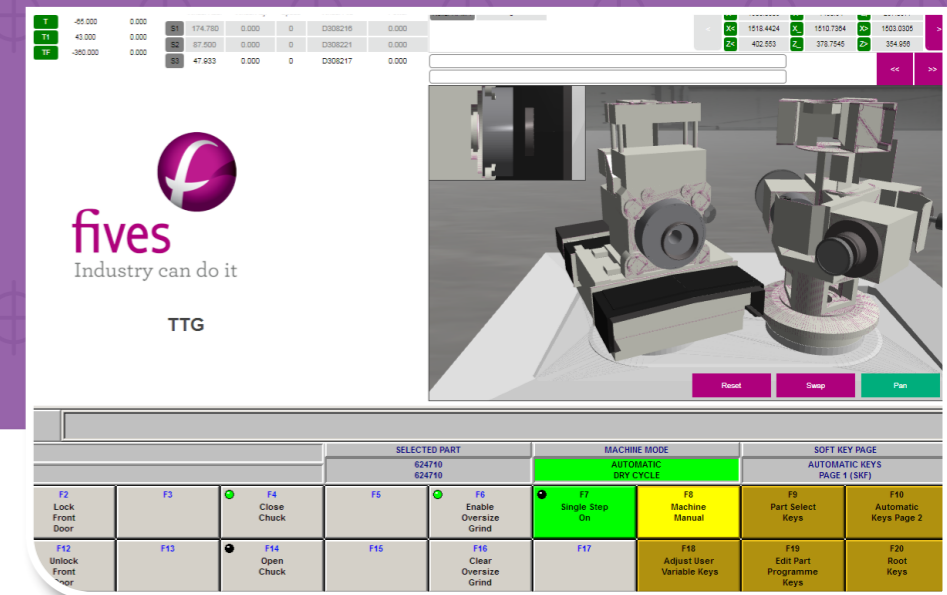 T -65.000 0.000
T1 43.000 0.000
TF -350.000 0.000
S1 174.780 0.000 0 D308216 0.000
S2 87.500 0.000 0 D308221 0.000
S3 47.933 0.000 0 D308217 0.000
X< 1518.4424 X_ 1510.7364 X> 1503.0305 >
Z< 402.553 Z_ 378.7545 Z> 354.956
<< >>
fives
Industry can do it
TTG
Reset Swap Pan
SELECTED PART MACHINE MODE SOFT KEY PAGE
624710 AUTOMATIC AUTOMATIC KEYS
624710 DRY CYCLE PAGE 1 (SKF)
F2 F3 F4 F5 F6 F7 F8 F9 F10
Lock Close Enable Single Step Machine Part Select Automatic
Front Chuck Oversize On Manual Keys Keys Page 2
Door Grind
F12 F13 F14 F15 F16 F17 F18 F19 F20
Unlock Open Clear Adjust User Edit Part Root
Front Chuck Oversize Variable Keys Programme Keys
Grind Keys